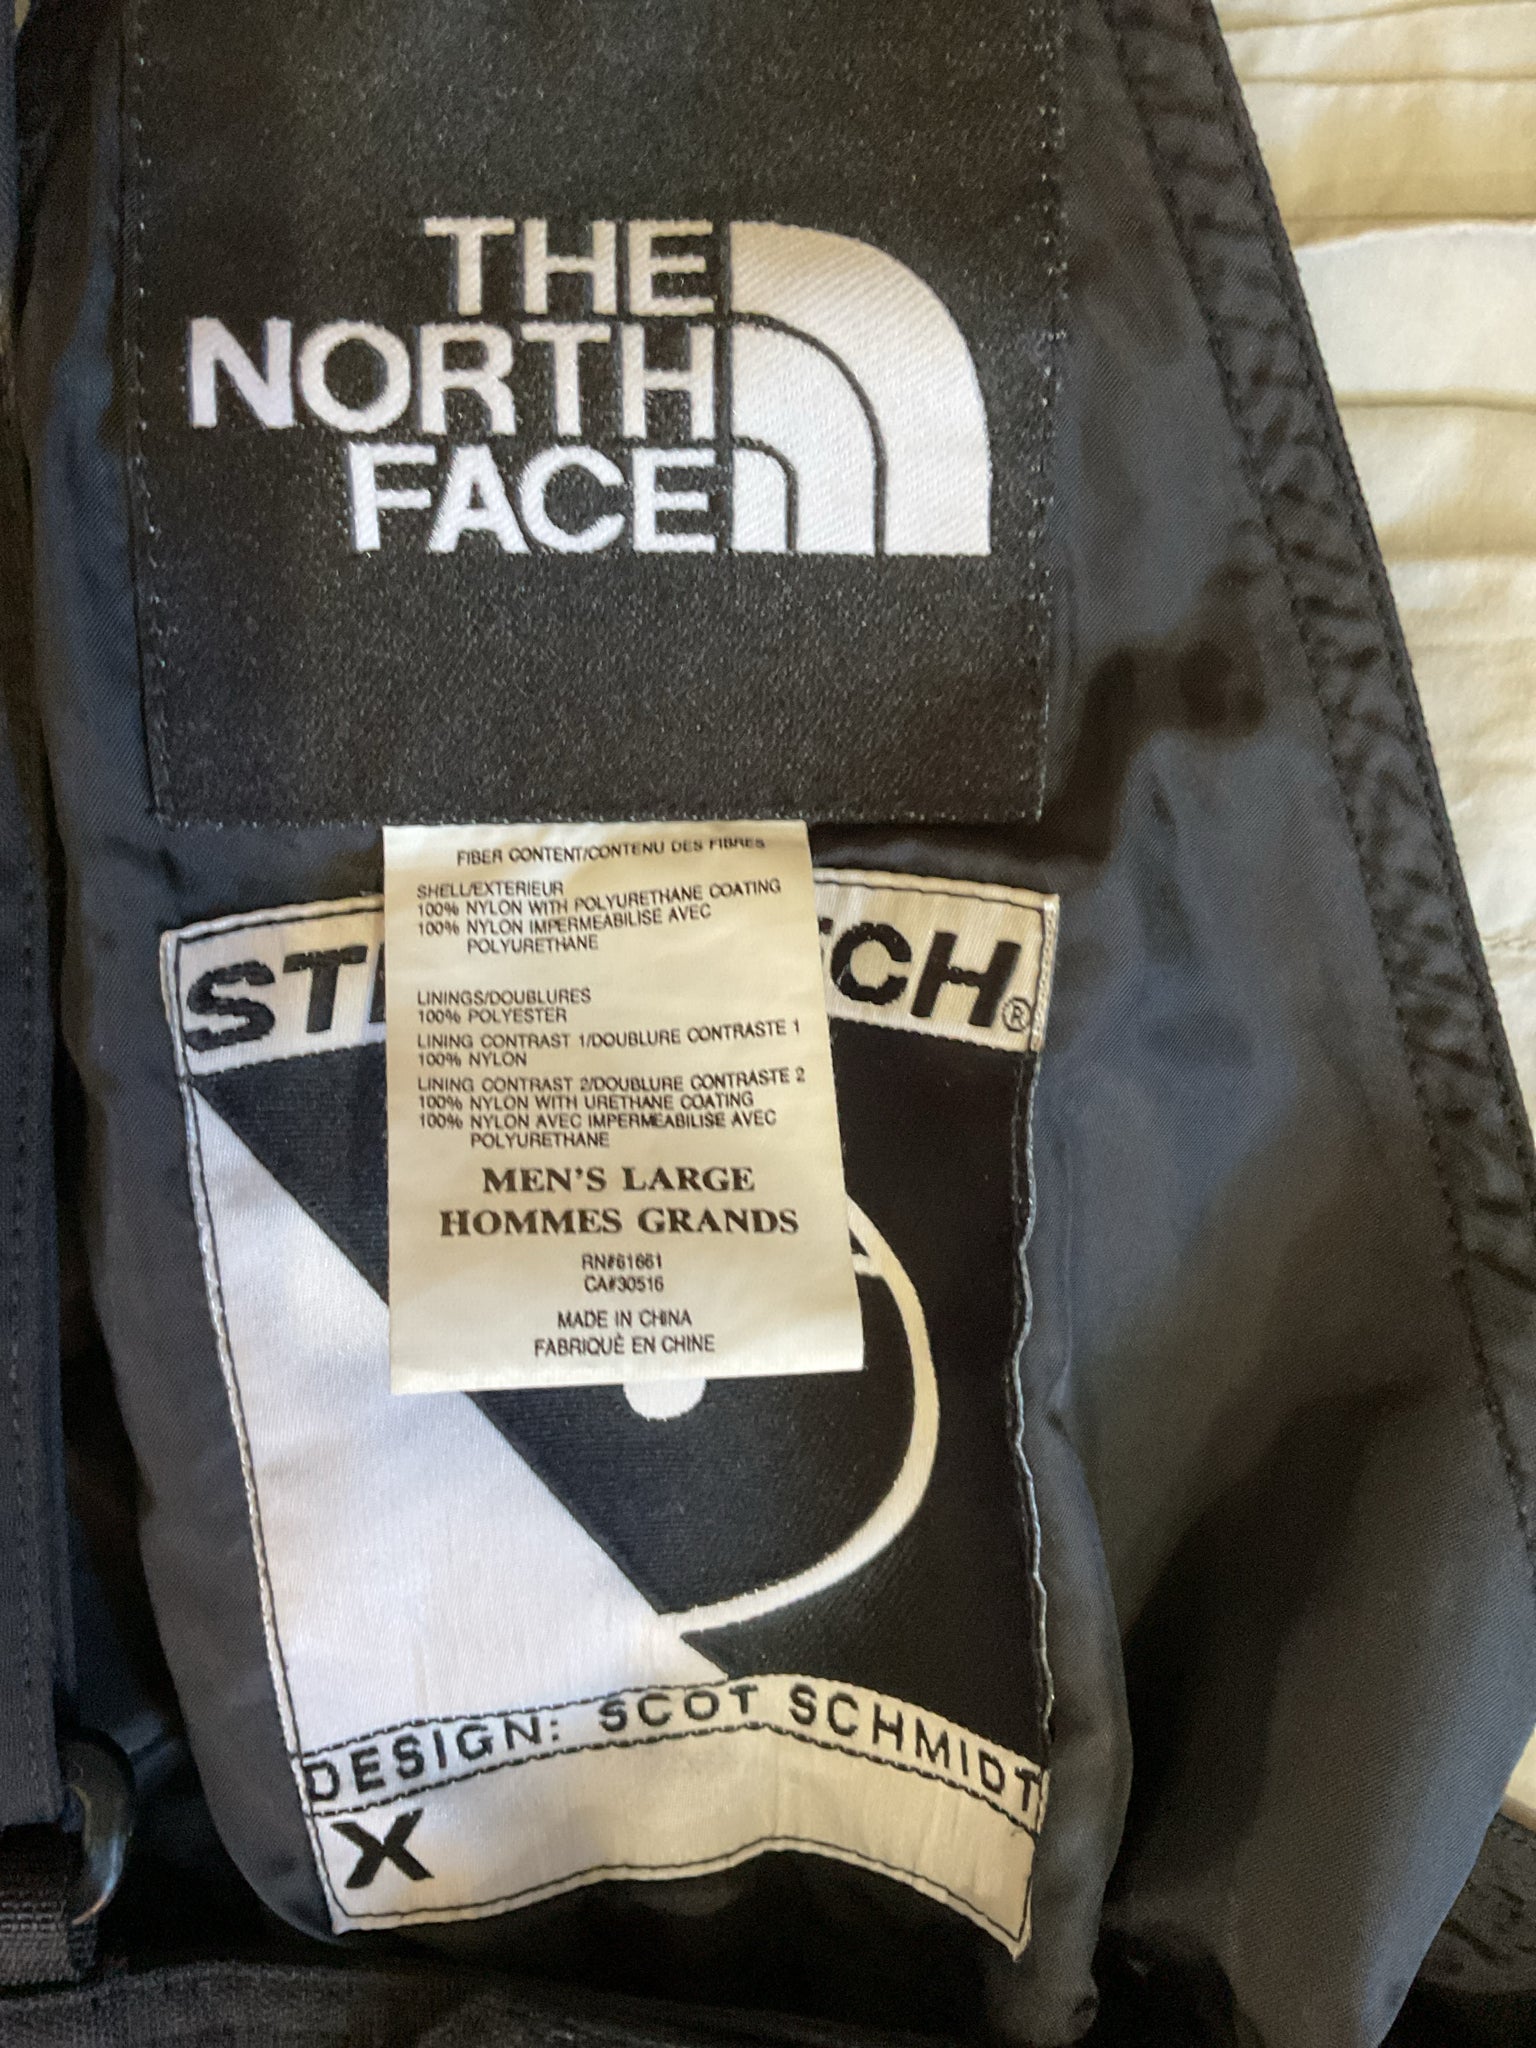 THE
NORTH
FACE
FIBER CONTENT/CONTENU DES FIBRES
SHELL/EXTERIEUR
100% NYLON WITH POLYURETHANE COATING
100% NYLON IMPERMEABILISE AVEC
POLYURETHANE
LININGS/DOUBLURES
100% POLYESTER
LINING CONTRAST 1/DOUBLURE CONTRASTE 1
100% NYLON
LINING CONTRAST 2/DOUBLURE CONTRASTE 2
100% NYLON WITH URETHANE COATING
100% NYLON AVEC IMPERMEABILISE AVEC
POLYURETHANE
MEN'S LARGE
HOMMES GRANDS
RN#61661
CA#30516
MADE IN CHINA
FABRIQUÈ EN CHINE
DESIGN: SCOT SCHMIDT
X